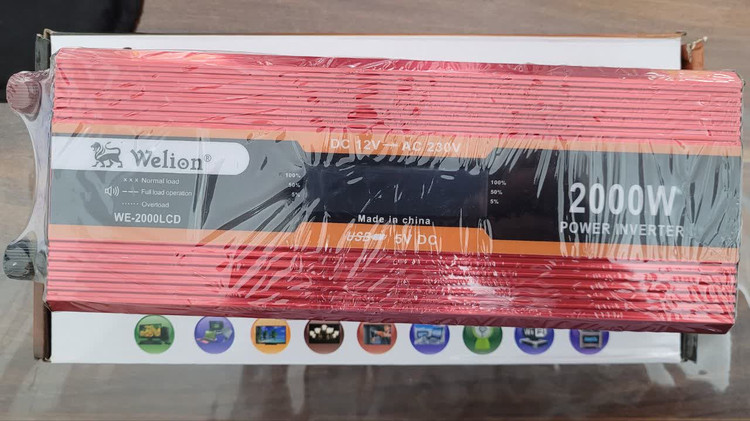 DC 12V — AC 230V
Welion®
××× Normal load
Full load operation
...... Overload
WE-2000LCD
100%
50%
5%
100%
50%
5%
2000W
POWER INVERTER
Made in china
USB 5V DC